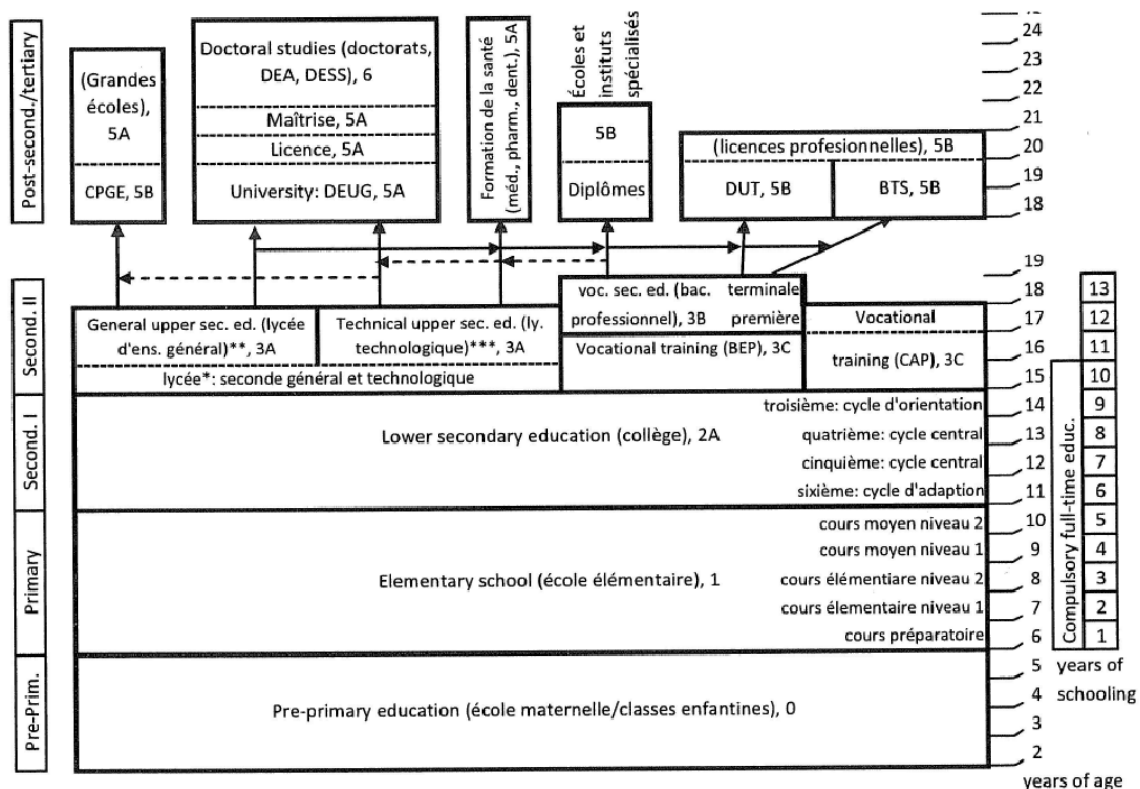 Post-second./tertiary
(Grandes
écoles),
5A
CPGE, 5B
Doctoral studies (doctorats,
DEA, DESS), 6
Maîtrise, 5A
Licence, 5A
University: DEUG, 5A
Formation de la santé
(méd., pharm., dent.), 5A
Écoles et
instituts
spécialisés
5B
Diplômes
(licences profesionnelles), 5B
DUT, 5B
BTS, 5B
24
23
22
21
20
19
18
Second. II
General upper sec. ed. (lycée
d'ens. général)**, 3A
Technical upper sec. ed. (ly.
technologique)***, 3A
lycée*: seconde général et technologique
voc. sec. ed. (bac. terminale
professionnel), 3B première
Vocational training (BEP), 3C
Vocational
training (CAP), 3C
19
18
17
16
15
13
12
11
10
Second. I
Lower secondary education (collège), 2A
troisième: cycle d'orientation
quatrième: cycle central
cinquième: cycle central
sixième: cycle d'adaption
14
13
12
11
9
8
7
6
Primary
Elementary school (école élémentaire), 1
cours moyen niveau 2
cours moyen niveau 1
cours élémentiare niveau 2
cours élementaire niveau 1
cours préparatoire
10
9
8
7
6
5
4
3
2
1
Compulsory full-time educ.
Pre-Prim.
Pre-primary education (école maternelle/classes enfantines), 0
5
4
3
2
years of
schooling
years of age